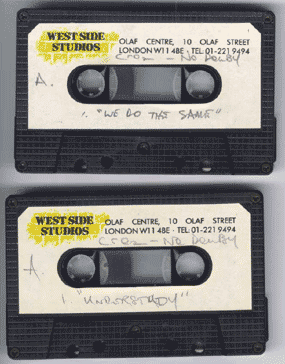 WEST SIDE
STUDIOS
OLAF CENTRE, 10 OLAF STREET
LONDON W11 4BE · TEL 01-221 9494
No Dolby
A.
1. "WE DO THE SAME"
WEST SIDE
STUDIOS
OLAF CENTRE, 10 OLAF STREET
LONDON W11 4BE · TEL 01-221 9494
No Dolby
A.
1. "UNDERSTUDY"